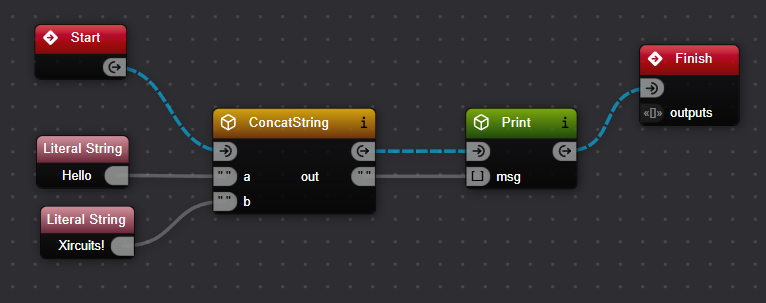 Start
Finish
outputs
ConcatString i
a out
b
Print i
msg
Literal String
Hello
Literal String
Xircuits!